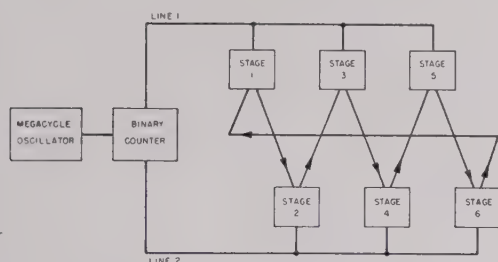 LINE 1
STAGE
1
STAGE
3
STAGE
5
MEGACYCLE
OSCILLATOR
BINARY
COUNTER
STAGE
2
STAGE
4
STAGE
6
LINE 2